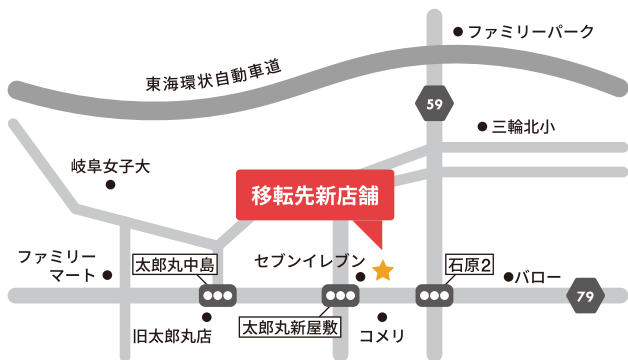 ファミリーパーク
東海環状自動車道
59
三輪北小
岐阜女子大
移転先新店舗
ファミリー
マート
太郎丸中島
セブンイレブン
石原2
バロー
79
旧太郎丸店
太郎丸新屋敷
コメリ